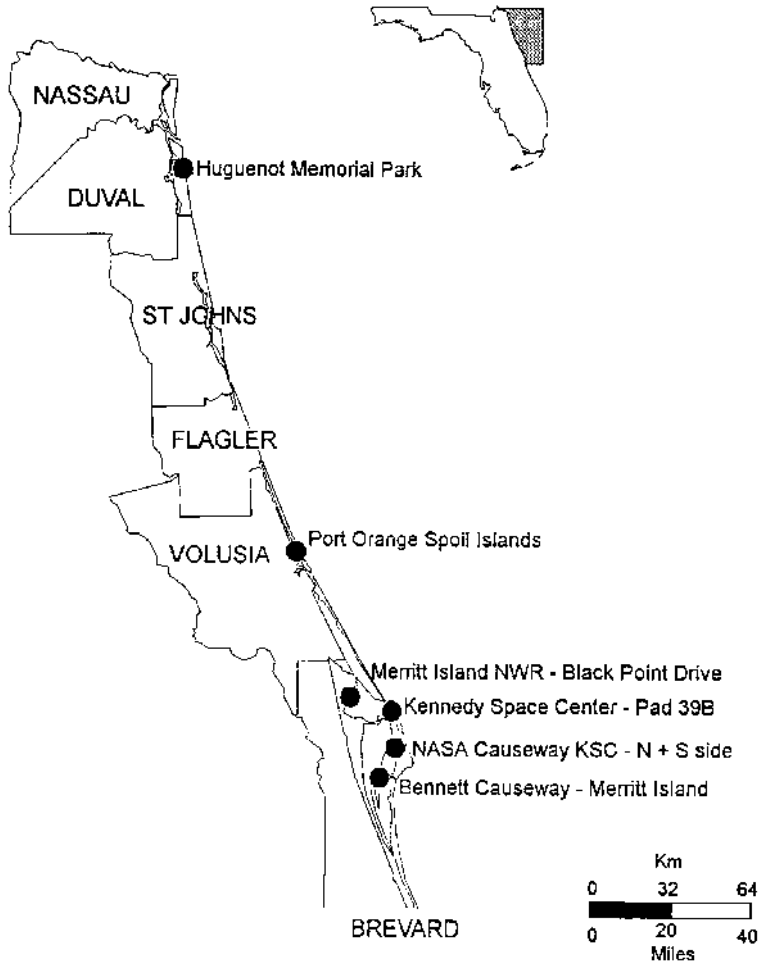 NASSAU
Huguenot Memorial Park
DUVAL
ST JOHNS
FLAGLER
Port Orange Spoil Islands
VOLUSIA
Merritt Island NWR - Black Point Drive
Kennedy Space Center - Pad 39B
NASA Causeway KSC - N + S side
Bennett Causeway - Merritt Island
Km
0 32 64
0 20 40
Miles
BREVARD